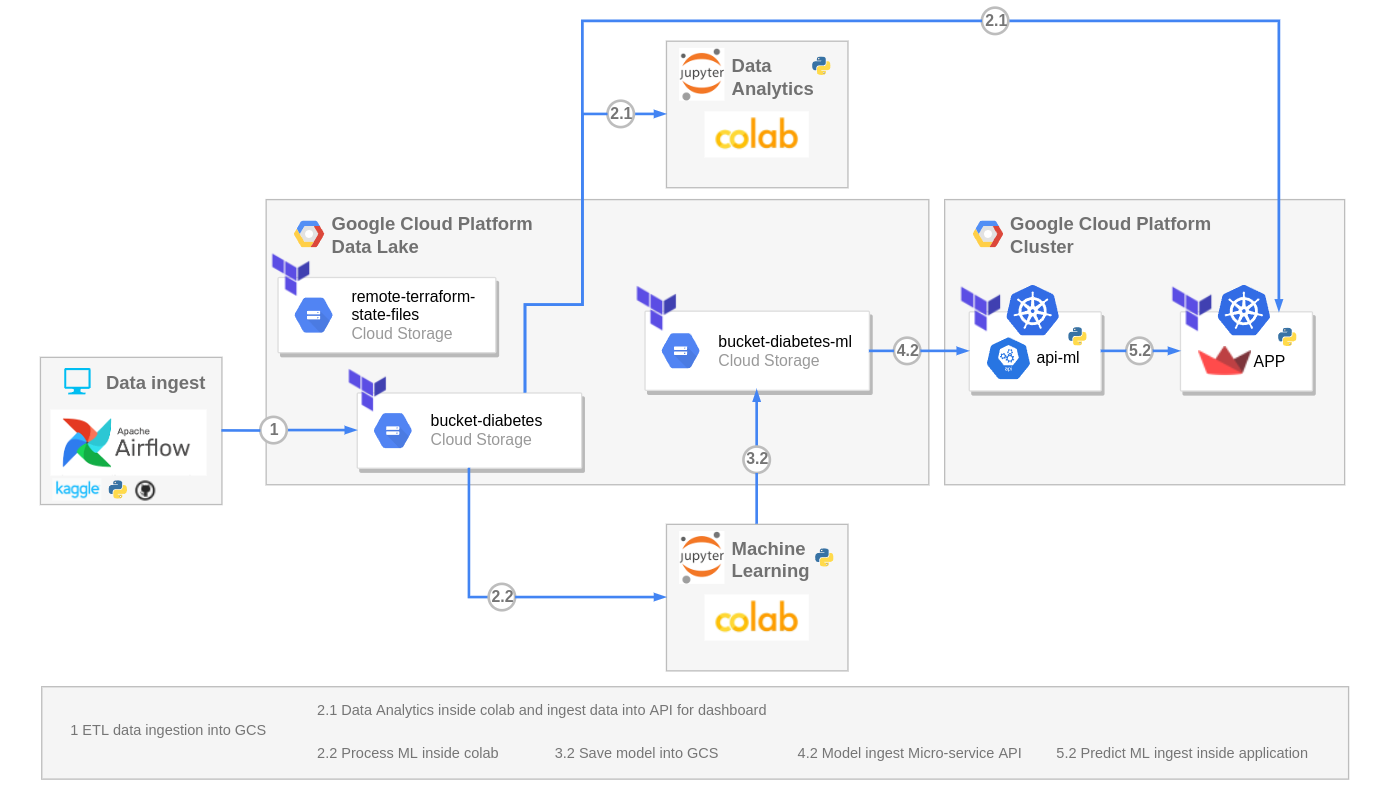 2.1
jupyter
Data
Analytics
2.1
colab
Google Cloud Platform
Data Lake
Google Cloud Platform
Cluster
remote-terraform-
state-files
Cloud Storage
bucket-diabetes-ml
Cloud Storage
4.2
api-ml
api
5.2
APP
Data ingest
Apache
Airflow
kaggle
1
bucket-diabetes
Cloud Storage
3.2
jupyter
Machine
Learning
2.2
colab
1 ETL data ingestion into GCS
2.1 Data Analytics inside colab and ingest data into API for dashboard
2.2 Process ML inside colab
3.2 Save model into GCS
4.2 Model ingest Micro-service API
5.2 Predict ML ingest inside application